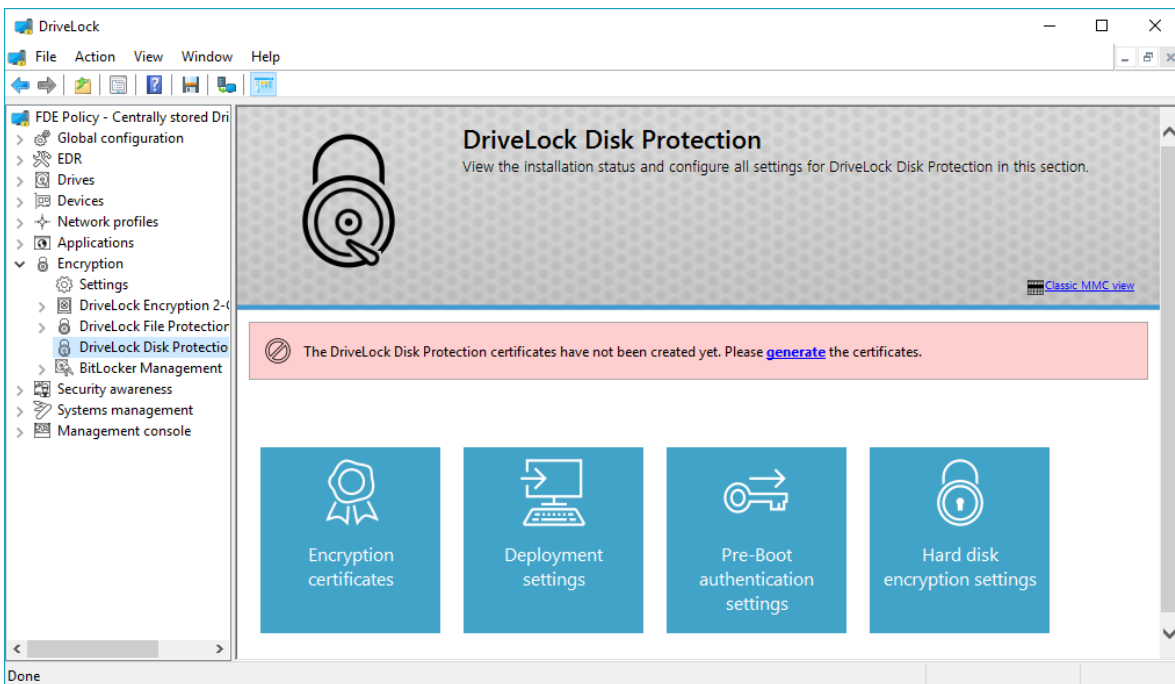 DriveLock
File Action View Window Help
FDE Policy - Centrally stored Dri
Global configuration
EDR
Drives
Devices
Network profiles
Applications
Encryption
Settings
DriveLock Encryption 2-
DriveLock File Protection
DriveLock Disk Protectio
BitLocker Management
Security awareness
Systems management
Management console
DriveLock Disk Protection
View the installation status and configure all settings for DriveLock Disk Protection in this section.
Classic MMC view
The DriveLock Disk Protection certificates have not been created yet. Please generate the certificates.
Encryption
certificates
Deployment
settings
Pre-Boot
authentication
settings
Hard disk
encryption settings
Done